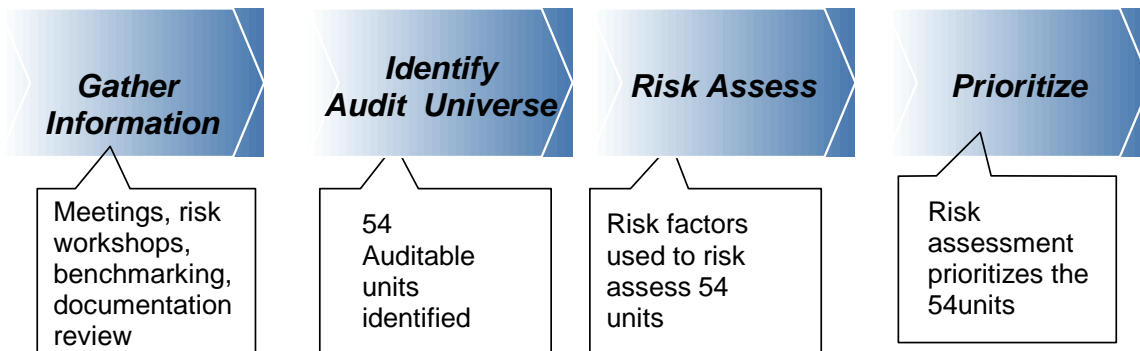 Gather
Information
Identify
Audit Universe
Risk Assess
Prioritize
Meetings, risk
workshops,
benchmarking,
documentation
review
54
Auditable
units
identified
Risk factors
used to risk
assess 54
units
Risk
assessment
prioritizes the
54units